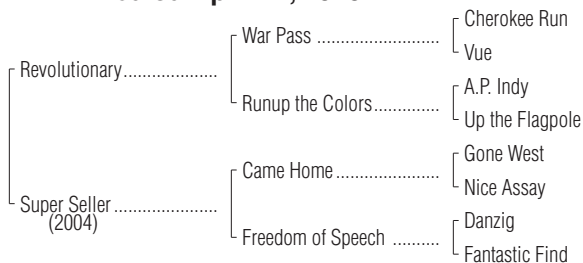 Cherokee Run
War Pass ............................
Vue
Revolutionary......................
A.P. Indy
Runup the Colors...............
Up the Flagpole
Gone West
Came Home ........................
Nice Assay
Super Seller ........................
(2004)
Danzig
Freedom of Speech ..........
Fantastic Find